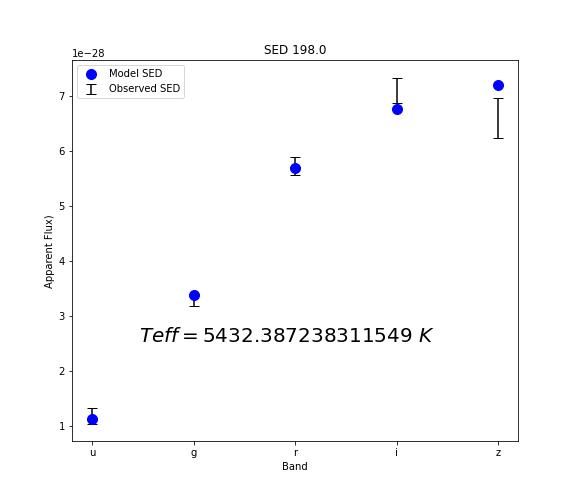 SED 198.0
1e−28
Model SED
Observed SED
7
6
5
4
3
2
1
Apparent Flux)
Teff = 5432.387238311549 K
u g r i z
Band